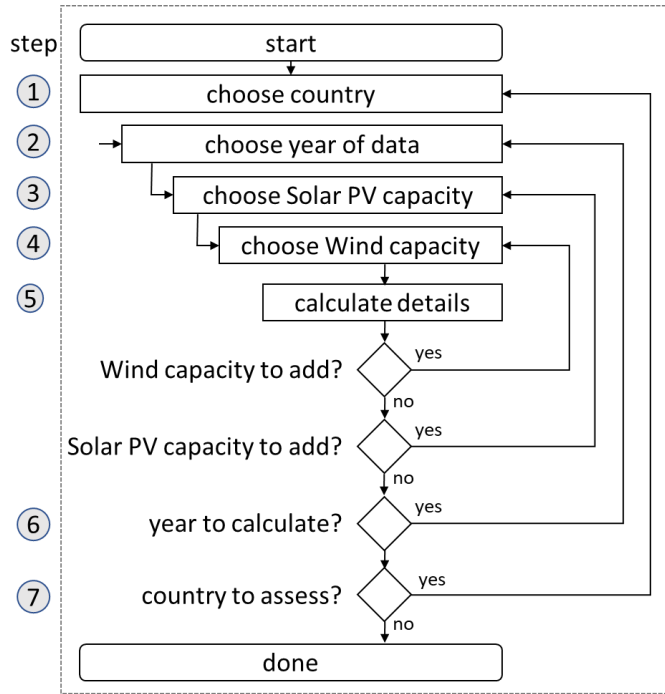 step
start
1
choose country
2
choose year of data
3
choose Solar PV capacity
4
choose Wind capacity
5
calculate details
Wind capacity to add?
yes
no
Solar PV capacity to add?
yes
no
6
year to calculate?
yes
7
country to assess?
yes
no
done